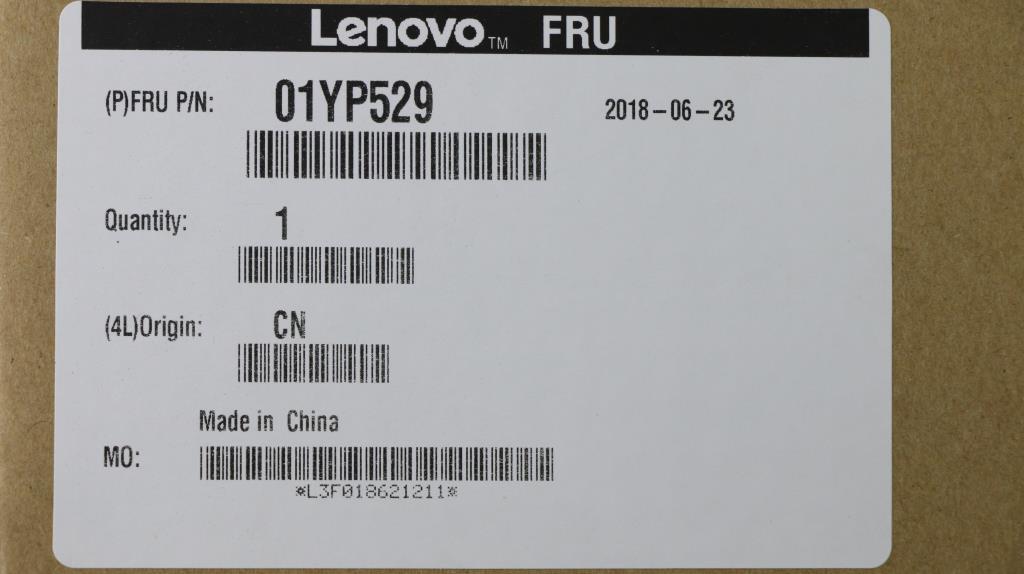 Lenovo™ FRU
(P)FRU P/N: 01YP529 2018-06-23
Quantity: 1
(4L)Origin: CN
Made in China
MO:
*L3F018621211*